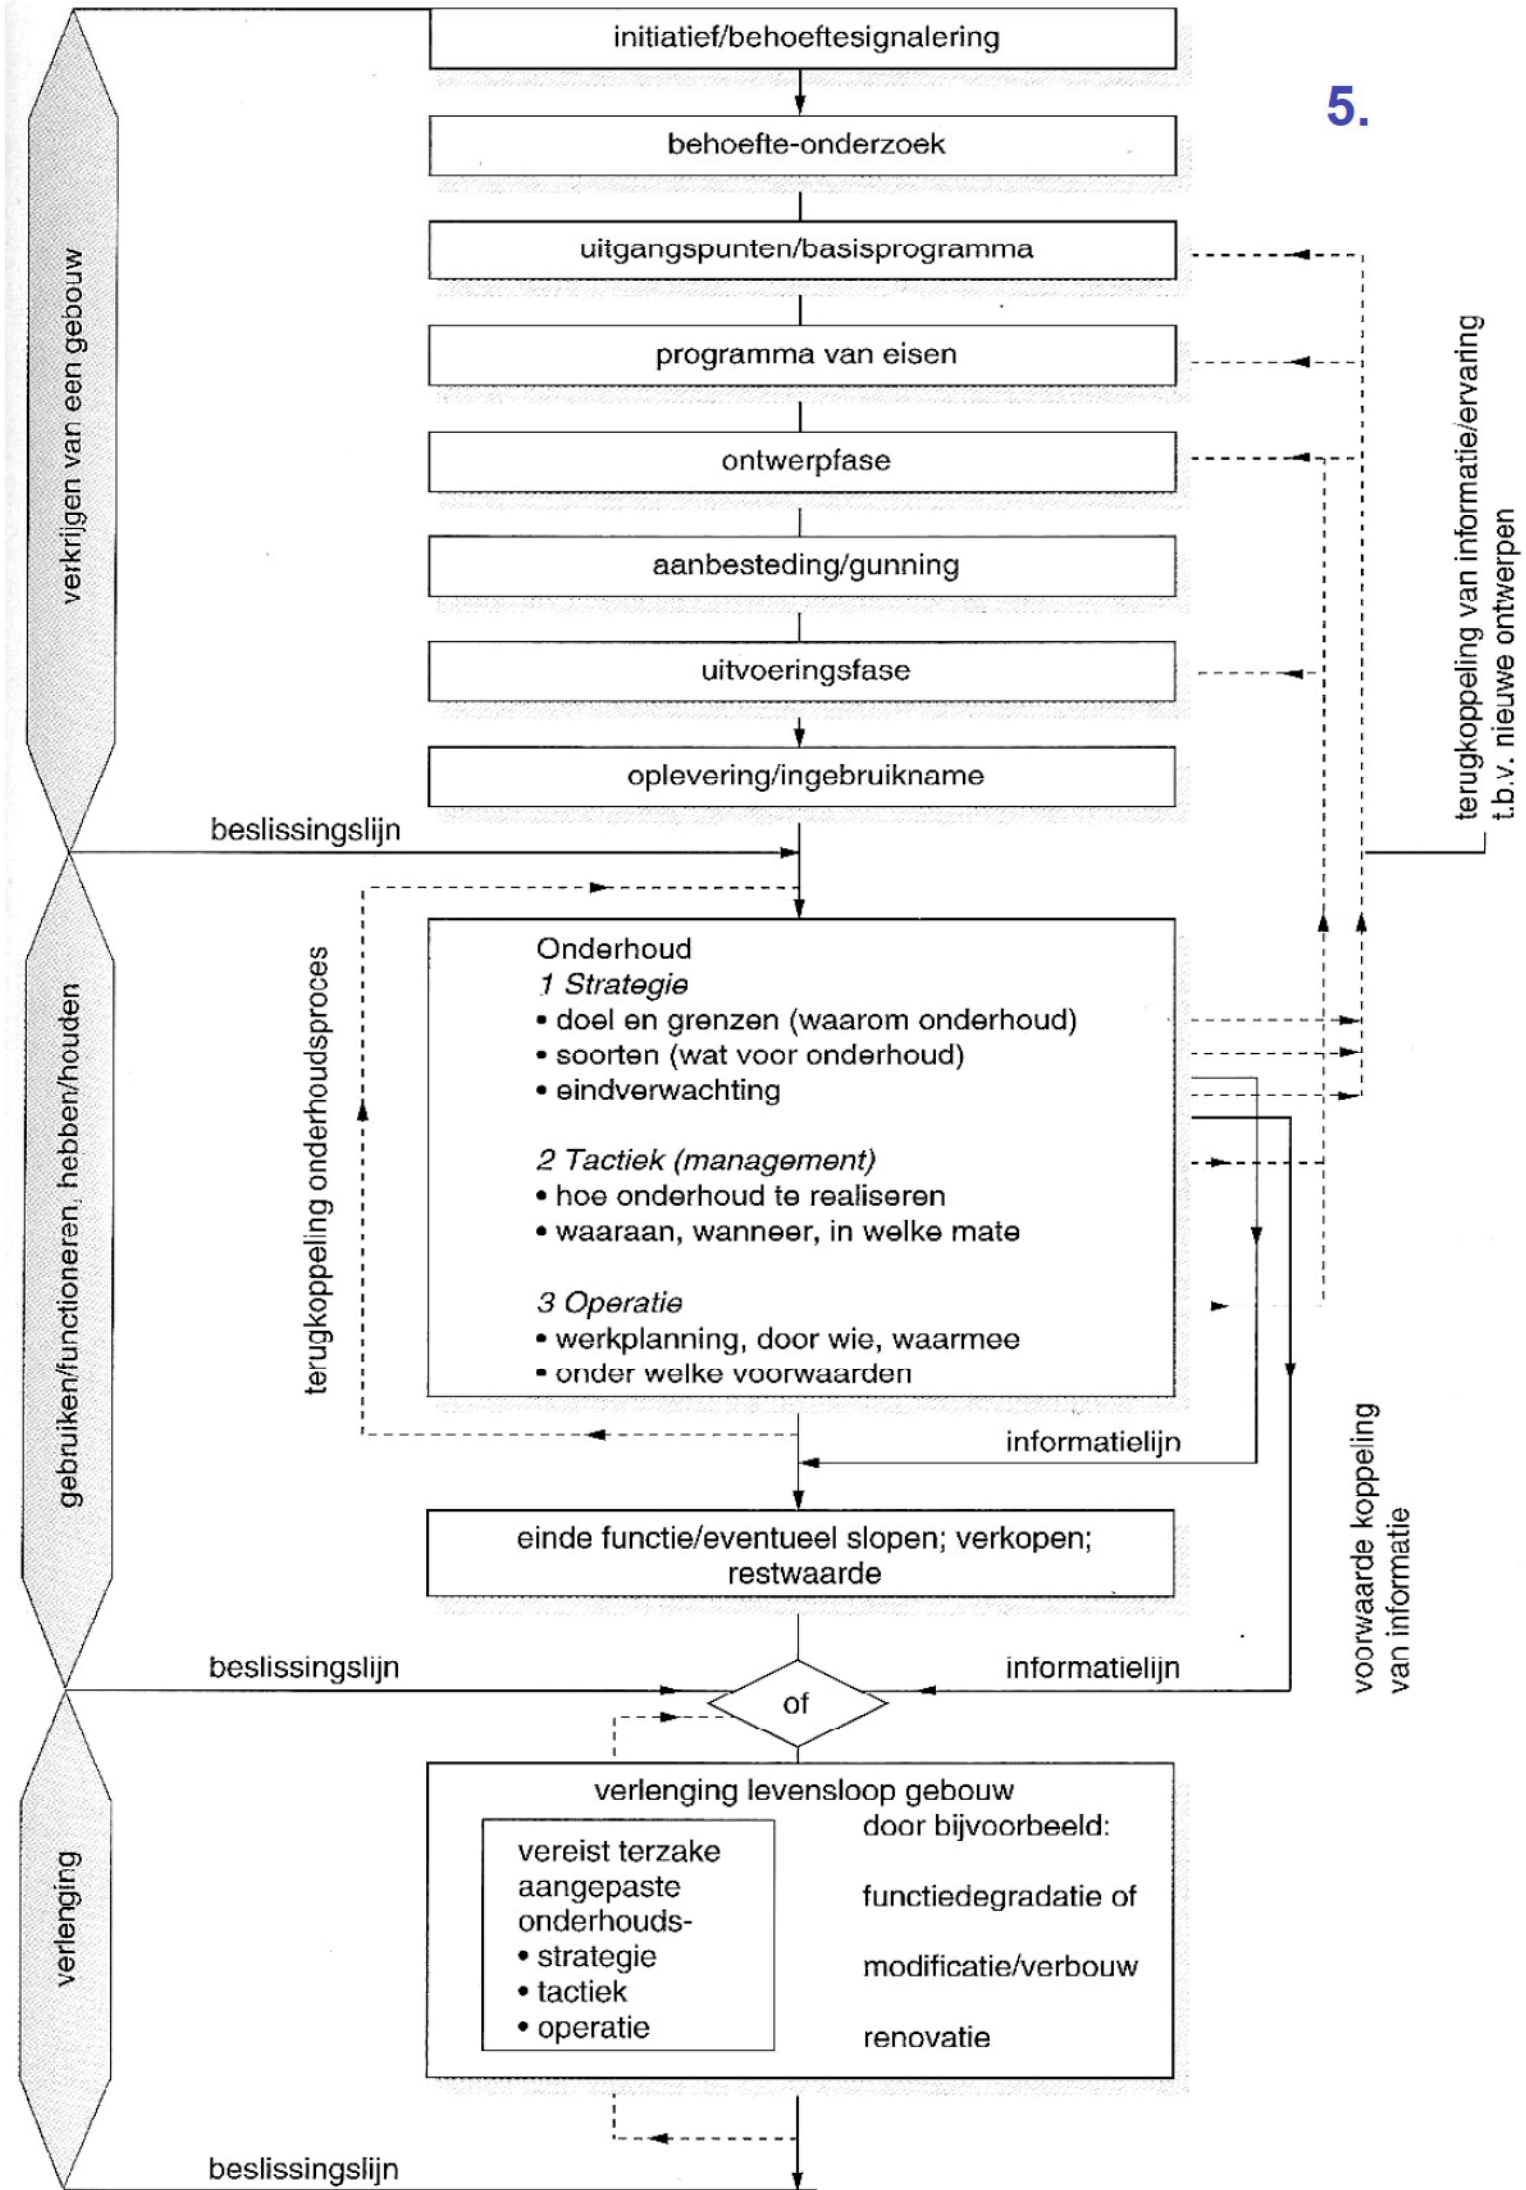 initiatief/behoeftesignalering
5.
behoefte-onderzoek
uitgangspunten/basisprogramma
programma van eisen
ontwerpfase
aanbesteding/gunning
uitvoeringsfase
oplevering/ingebruikname
verkrijgen van een gebouw
terugkoppeling van informatie/ervaring
t.b.v. nieuwe ontwerpen
beslissingslijn
gebruiken/functioneren, hebben/houden
terugkoppeling onderhoudsproces
Onderhoud
1 Strategie
• doel en grenzen (waarom onderhoud)
• soorten (wat voor onderhoud)
• eindverwachting
2 Tactiek (management)
• hoe onderhoud te realiseren
• waaraan, wanneer, in welke mate
3 Operatie
• werkplanning, door wie, waarmee
• onder welke voorwaarden
informatielijn
voorwaarde koppeling
van informatie
einde functie/eventueel slopen; verkopen;
restwaarde
beslissingslijn
informatielijn
of
verlenging
verlenging levensloop gebouw
vereist terzake
aangepaste
onderhouds-
• strategie
• tactiek
• operatie
door bijvoorbeeld:
functiedegradatie of
modificatie/verbouw
renovatie
beslissingslijn